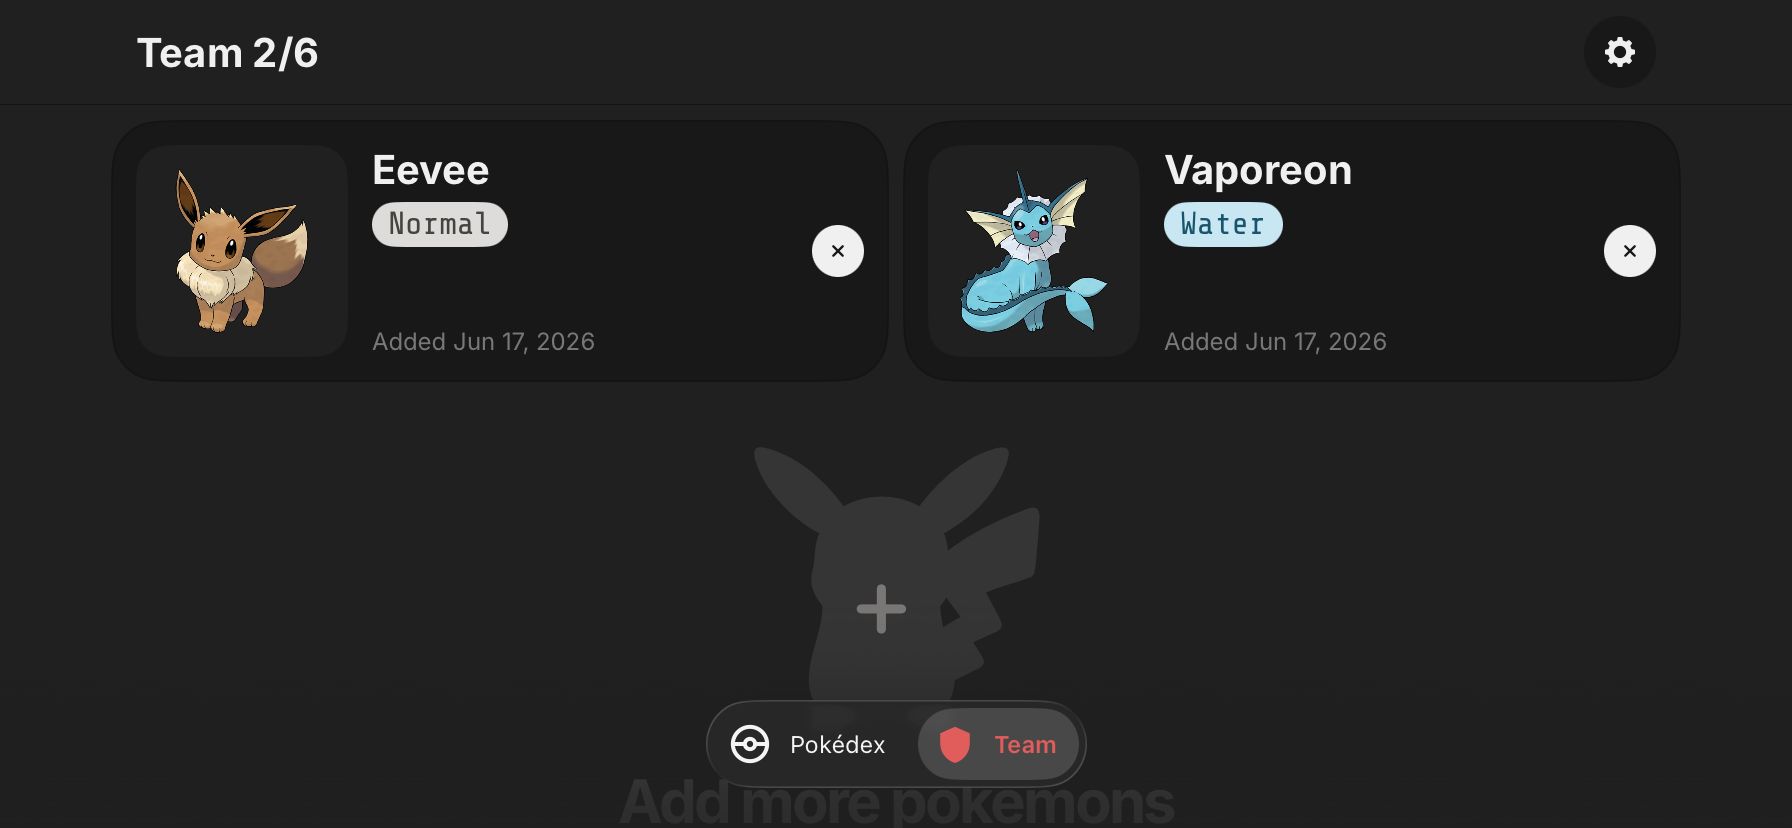 Team 2/6
Eevee
Normal
Added Jun 17, 2026
Vaporeon
Water
Added Jun 17, 2026
Pokédex
Team
Add more pokemons